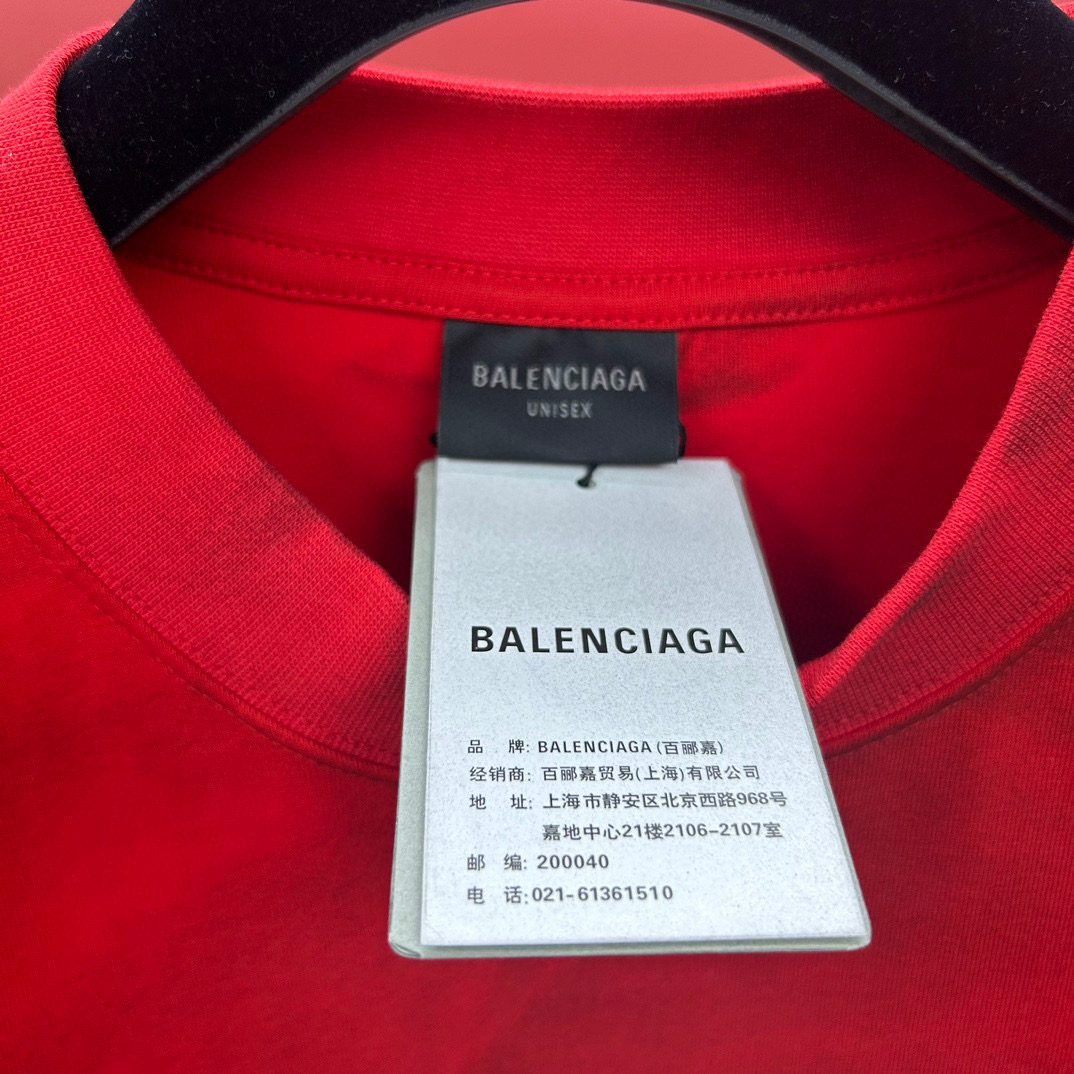 BALENCIAGA
UNISEX
BALENCIAGA
品 牌: BALENCIAGA (百郦嘉)
经销商: 百郦嘉贸易(上海)有限公司
地 址: 上海市静安区北京西路968号
嘉地中心21楼2106-2107室
邮 编: 200040
电 话:021-61361510